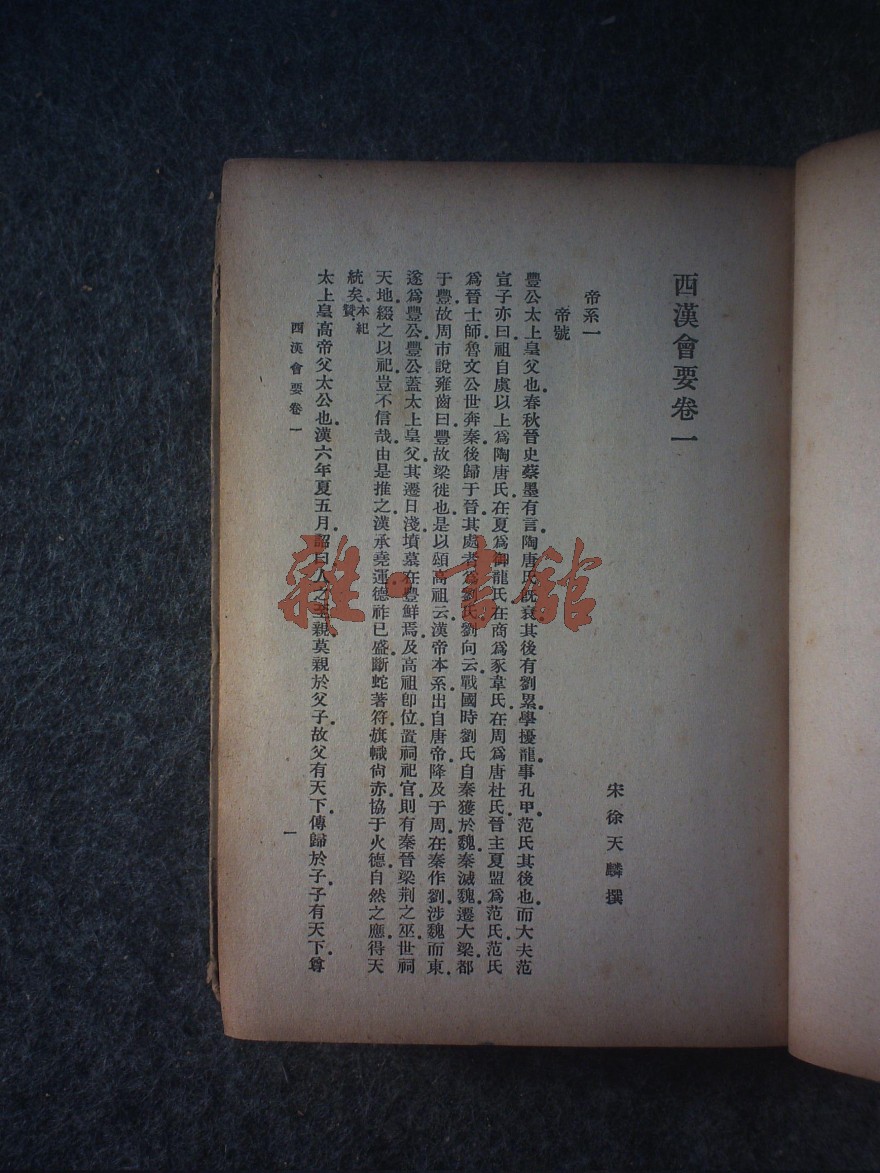 西漢會要卷一
宋徐天麟撰
帝系一
帝號
豐公太上皇父也春秋晉史蔡墨有言陶唐氏既衰其後有劉累學擾龍事孔甲范氏其後也而大夫范
宣子亦曰祖自虞以上爲陶唐氏在夏爲御龍氏在商爲豕韋氏在周爲唐杜氏晉主夏盟爲范氏范氏
爲晉士師魯文公世奔秦後歸于晉其處者爲劉氏劉向云戰國時劉氏自秦獲於魏秦滅魏遷大梁都
于豐故周市說雍齒曰豐故梁徙也是以頌高祖云漢帝本系出自唐帝降及于周在秦作劉涉魏而東
遂爲豐公豐公蓋太上皇父其遷日淺墳墓在豐鮮焉及高祖卽位置祠祀官則有秦晉梁荆之巫世祠
天地綴之以祀豈不信哉由是推之漢承堯運德祚已盛斷蛇著符旗幟尙赤協于火德自然之應得天
統矣本紀贊
太上皇高帝父太公也漢六年夏五月詔曰人之至親莫親於父子故父有天下傳歸於子子有天下尊
西漢會要卷一
一
雜·書館